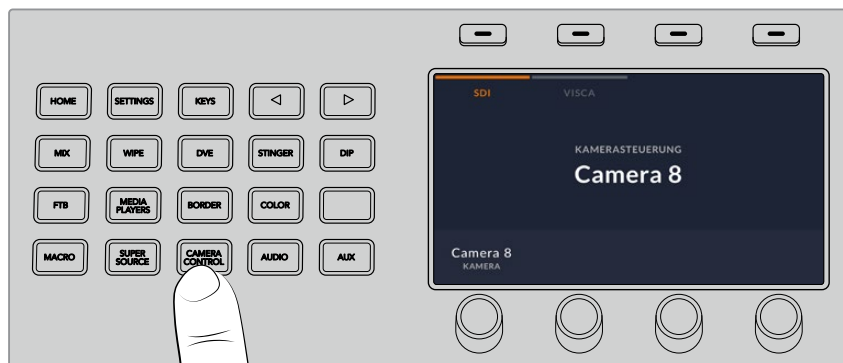 HOME SETTINGS KEYS
MIX WIPE DVE STINGER DIP
FTB MEDIA PLAYERS BORDER COLOR
MACRO SUPER SOURCE CAMERA CONTROL AUDIO AUX
SDI VISCA
KAMERASTEUERUNG
Camera 8
Camera 8
KAMERA